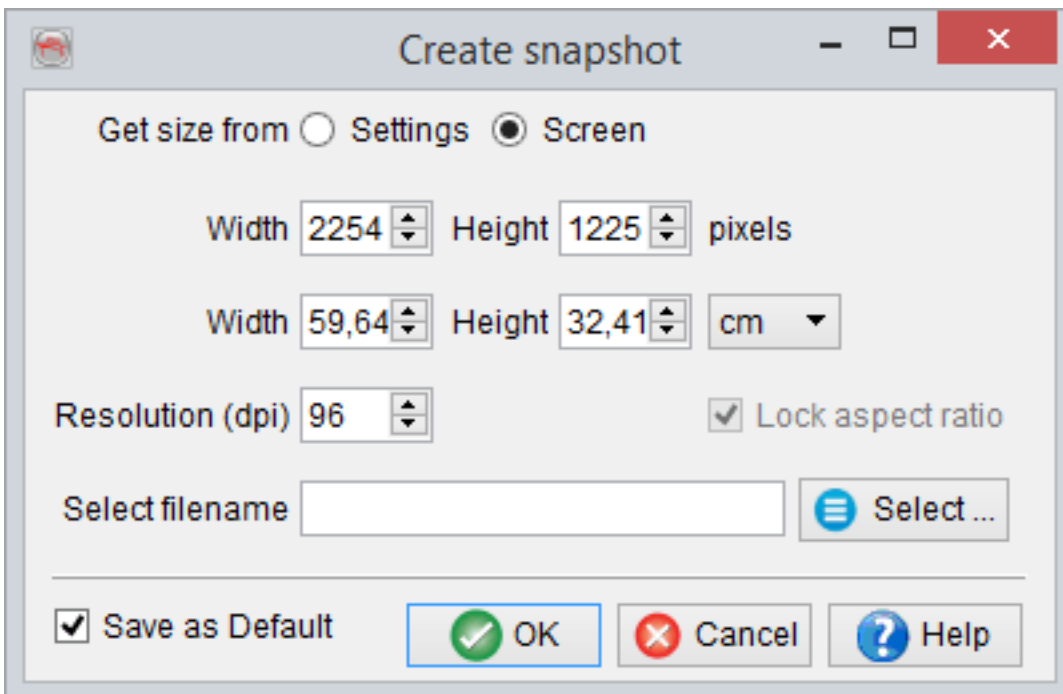 Create snapshot
Get size from Settings Screen
Width 2254 Height 1225 pixels
Width 59,64 Height 32,41 cm
Resolution (dpi) 96 Lock aspect ratio
Select filename Select ...
Save as Default OK Cancel Help